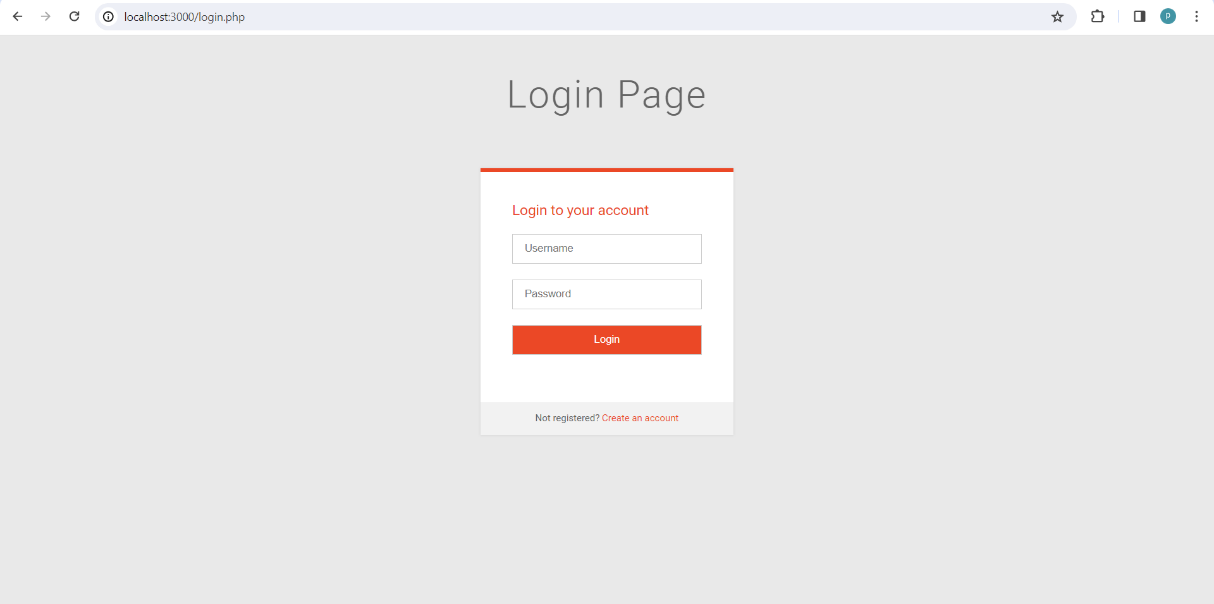 localhost:3000/login.php
P
Login Page
Login to your account
Username
Password
Login
Not registered? Create an account